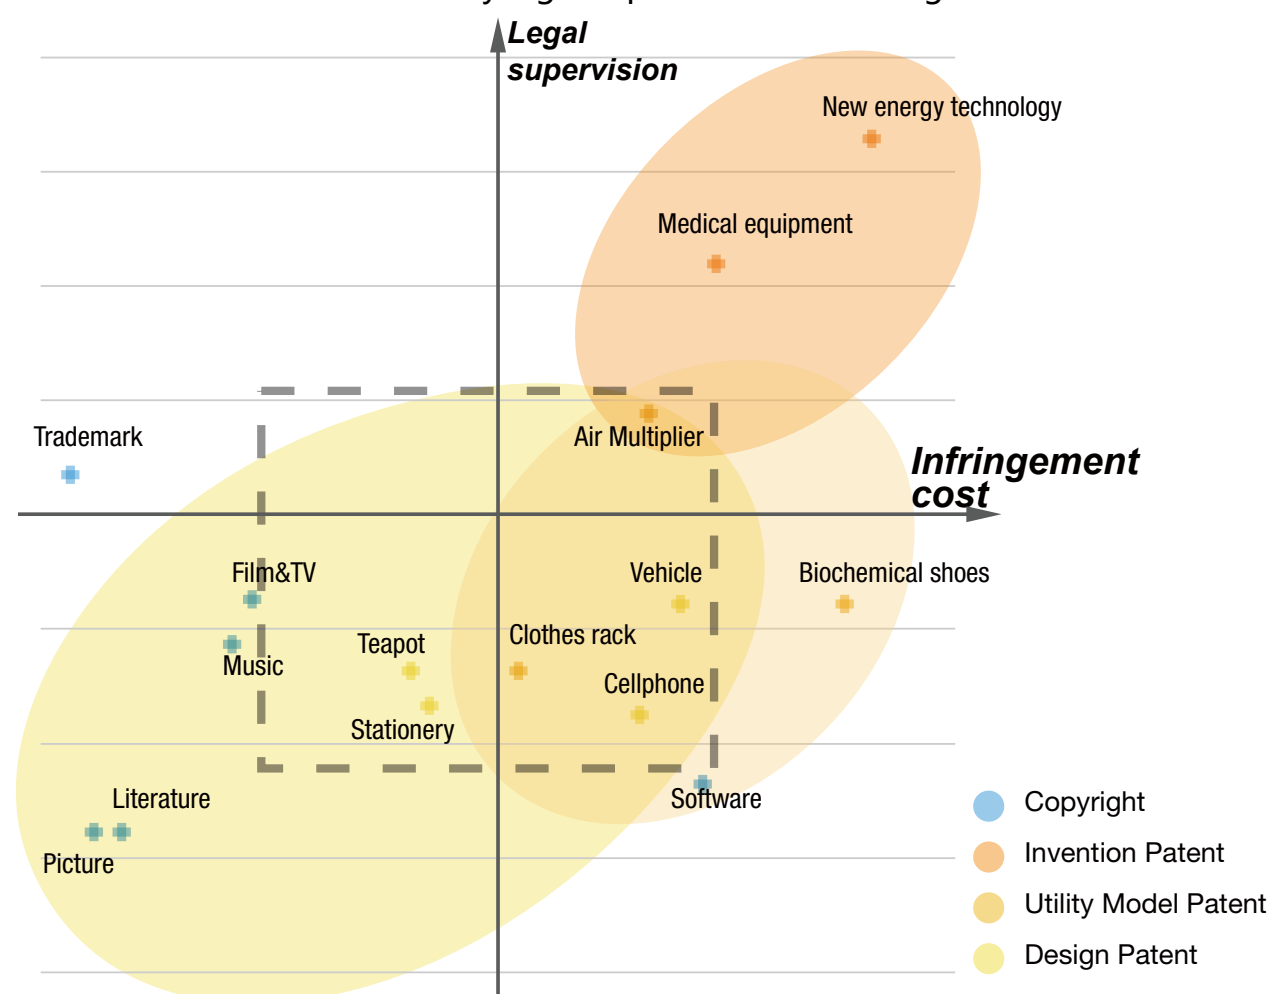 Legal
supervision
New energy technology
Medical equipment
Trademark
Air Multiplier
Infringement
cost
Film&TV
Vehicle
Biochemical shoes
Teapot
Clothes rack
Music
Cellphone
Stationery
Literature
Software
Picture
Copyright
Invention Patent
Utility Model Patent
Design Patent